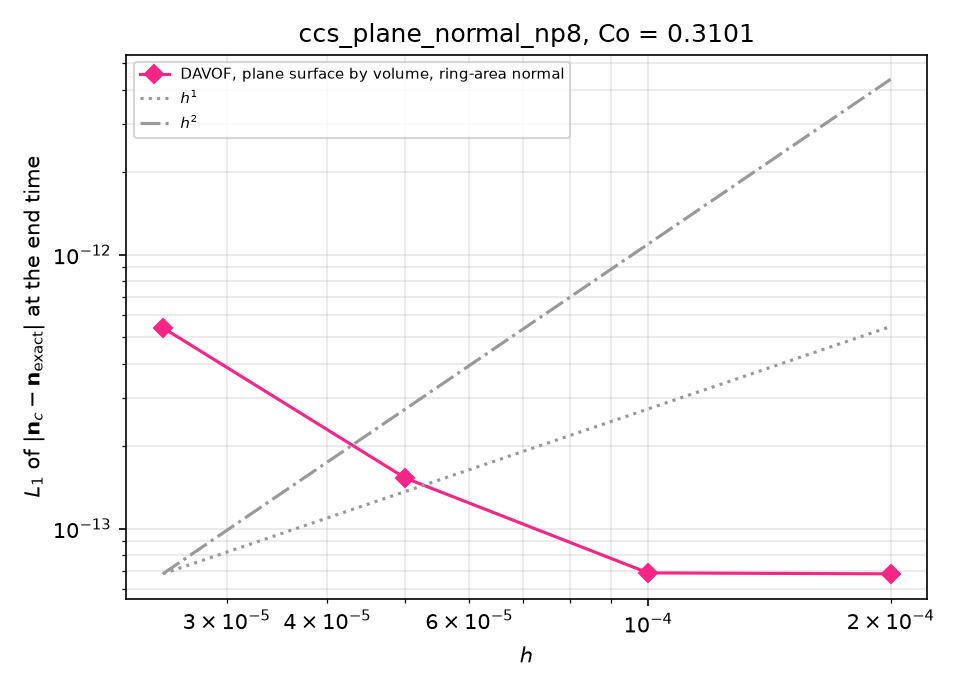 ccs_plane_normal_np8, Co = 0.3101
DAVOF, plane surface by volume, ring-area normal
h¹
h²
L₁ of |n_c − n_exact| at the end time
10⁻¹²
10⁻¹³
3 × 10⁻⁵ 4 × 10⁻⁵ 6 × 10⁻⁵ 10⁻⁴ 2 × 10⁻⁴
h